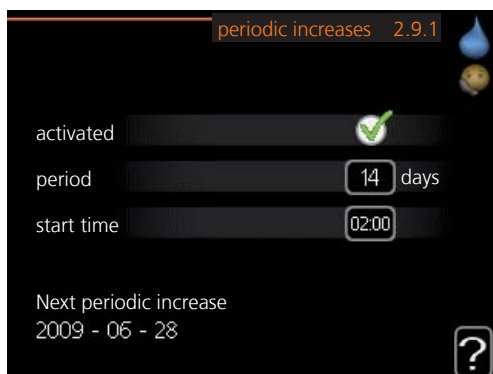 periodic increases 2.9.1
activated
period 14 days
start time 02:00
Next periodic increase
2009 - 06 - 28
?